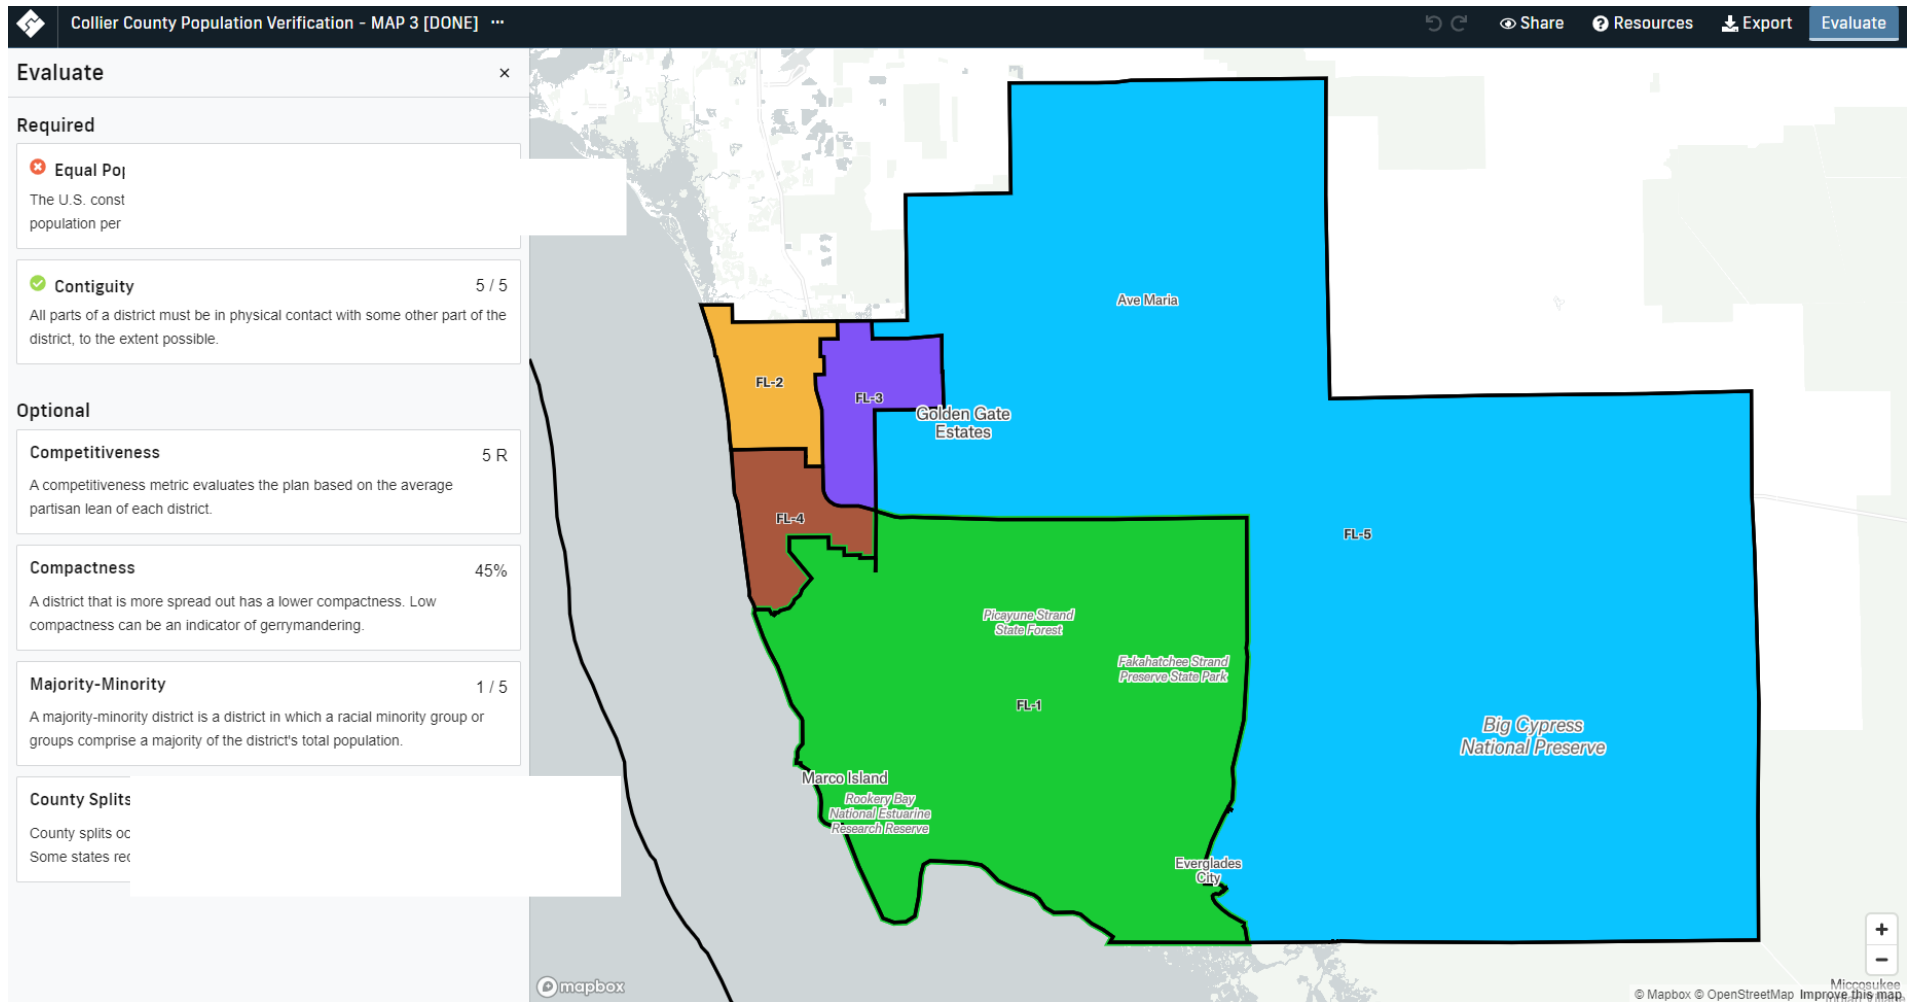 Collier County Population Verification - MAP 3 [DONE] ···
Share
Resources
Export
Evaluate
Evaluate
×
Required
Equal Pop
The U.S. const
population per
Contiguity
5 / 5
All parts of a district must be in physical contact with some other part of the
district, to the extent possible.
Optional
Competitiveness
5 R
A competitiveness metric evaluates the plan based on the average
partisan lean of each district.
Compactness
45%
A district that is more spread out has a lower compactness. Low
compactness can be an indicator of gerrymandering.
Majority-Minority
1 / 5
A majority-minority district is a district in which a racial minority group or
groups comprise a majority of the district's total population.
County Splits
County splits oc
Some states rec
Ave Maria
FL-2
FL-3
Golden Gate
Estates
FL-4
FL-5
Picayune Strand
State Forest
Fakahatchee Strand
Preserve State Park
FL-1
Big Cypress
National Preserve
Marco Island
Rookery Bay
National Estuarine
Research Reserve
Everglades
City
+
−
mapbox
Miccosukee
© Mapbox © OpenStreetMap Improve this map